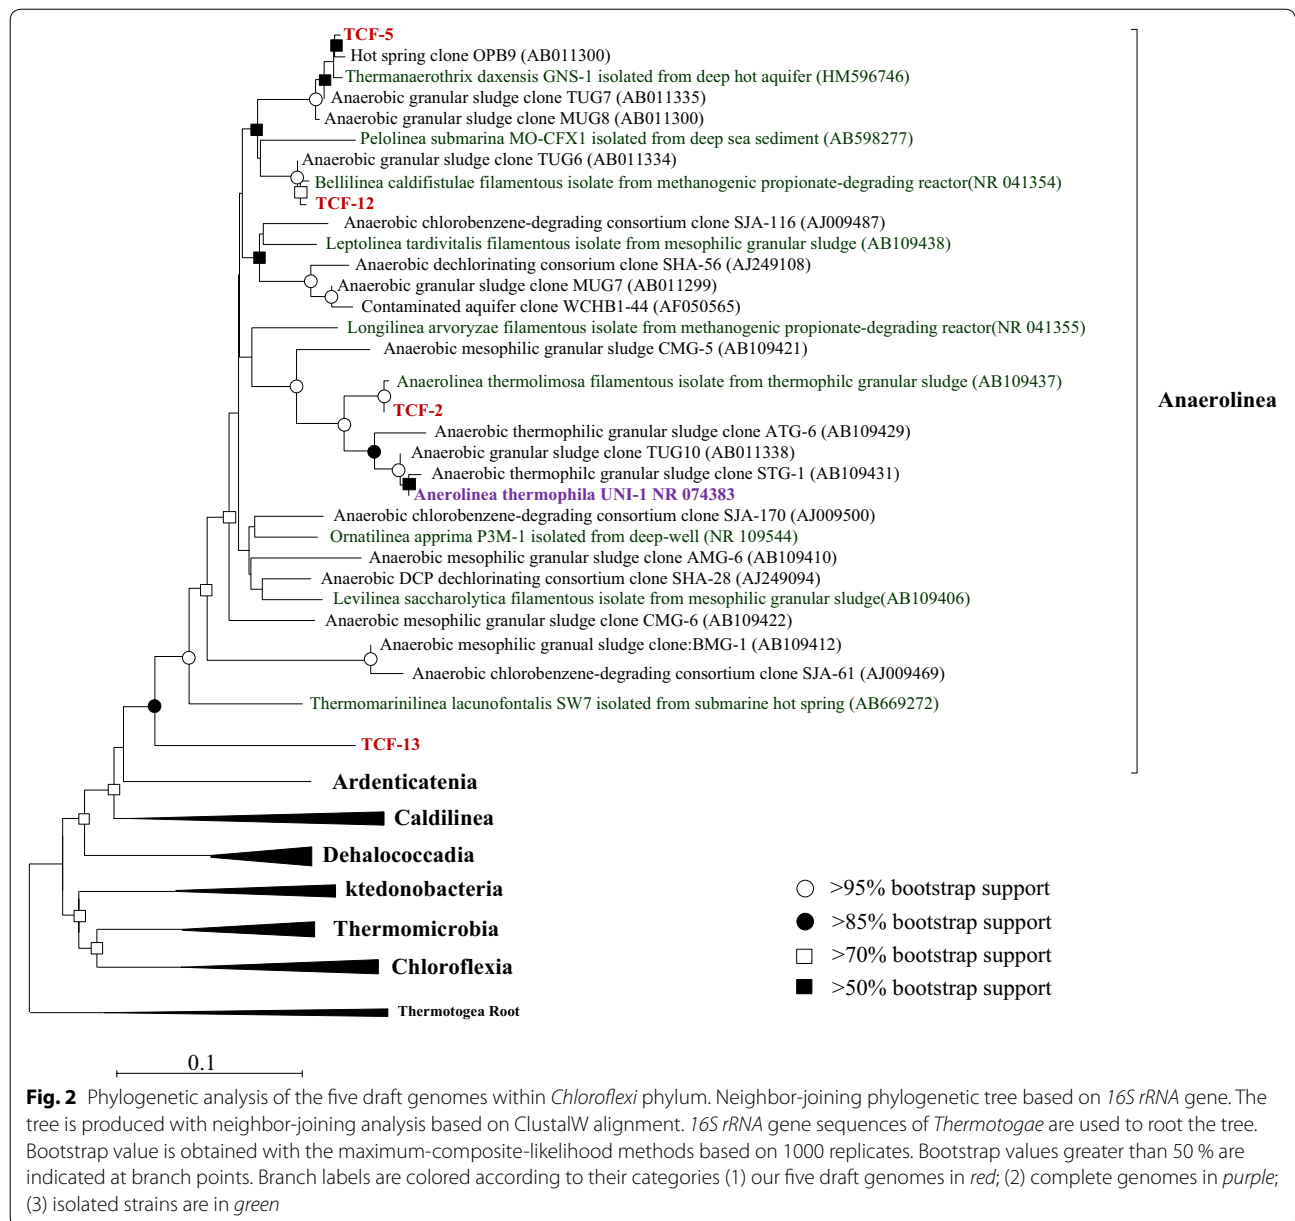 TCF-5
Hot spring clone OPB9 (AB011300)
Thermanaerothrix daxensis GNS-1 isolated from deep hot aquifer (HM596746)
Anaerobic granular sludge clone TUG7 (AB011335)
Anaerobic granular sludge clone MUG8 (AB011300)
Pelolinea submarina MO-CFX1 isolated from deep sea sediment (AB598277)
Anaerobic granular sludge clone TUG6 (AB011334)
Bellilinea caldifistulae filamentous isolate from methanogenic propionate-degrading reactor(NR 041354)
TCF-12
Anaerobic chlorobenzene-degrading consortium clone SJA-116 (AJ009487)
Leptolinea tardivitalis filamentous isolate from mesophilic granular sludge (AB109438)
Anaerobic dechlorinating consorium clone SHA-56 (AJ249108)
Anaerobic granular sludge clone MUG7 (AB011299)
Contaminated aquifer clone WCHB1-44 (AF050565)
Longilinea arvoryzae filamentous isolate from methanogenic propionate-degrading reactor(NR 041355)
Anaerobic mesophilic granular sludge CMG-5 (AB109421)
Anaerolinea thermolimosa filamentous isolate from thermophilc granular sludge (AB109437)
Anaerolinea
TCF-2
Anaerobic thermophilic granular sludge clone ATG-6 (AB109429)
Anaerobic granular sludge clone TUG10 (AB011338)
Anaerobic thermophilc granular sludge clone STG-1 (AB109431)
Anerolinea thermophila UNI-1 NR 074383
Anaerobic chlorobenzene-degrading consortium clone SJA-170 (AJ009500)
Ornatilinea apprima P3M-1 isolated from deep-well (NR 109544)
Anaerobic mesophilic granular sludge clone AMG-6 (AB109410)
Anaerobic DCP dechlorinating consortium clone SHA-28 (AJ249094)
Levilinea saccharolytica filamentous isolate from mesophilic granular sludge(AB109406)
Anaerobic mesophilic granular sludge clone CMG-6 (AB109422)
Anaerobic mesophilic granual sludge clone:BMG-1 (AB109412)
Anaerobic chlorobenzene-degrading consortium clone SJA-61 (AJ009469)
Thermomarinilinea lacunofontalis SW7 isolated from submarine hot spring (AB669272)
TCF-13
Ardenticatenia
Caldilinea
Dehalococcadia
ktedonobacteria
Thermomicrobia
Chloroflexia
Thermotogea Root
>95% bootstrap support
>85% bootstrap support
>70% bootstrap support
>50% bootstrap support
0.1
Fig. 2 Phylogenetic analysis of the five draft genomes within Chloroflexi phylum. Neighbor-joining phylogenetic tree based on 16S rRNA gene. The
tree is produced with neighbor-joining analysis based on ClustalW alignment. 16S rRNA gene sequences of Thermotogae are used to root the tree.
Bootstrap value is obtained with the maximum-composite-likelihood methods based on 1000 replicates. Bootstrap values greater than 50 % are
indicated at branch points. Branch labels are colored according to their categories (1) our five draft genomes in red; (2) complete genomes in purple;
(3) isolated strains are in green